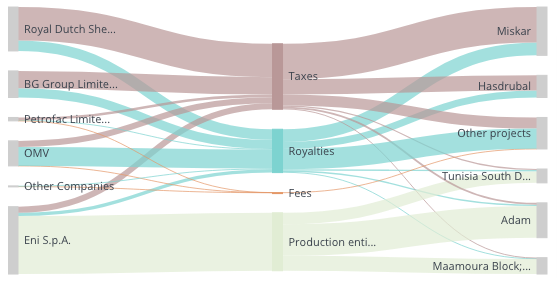 Royal Dutch She...
BG Group Limite...
Petrofac Limite...
OMV
Other Companies
Eni S.p.A.
Taxes
Royalties
Fees
Production enti...
Miskar
Hasdrubal
Other projects
Tunisia South D...
Adam
Maamoura Block;...